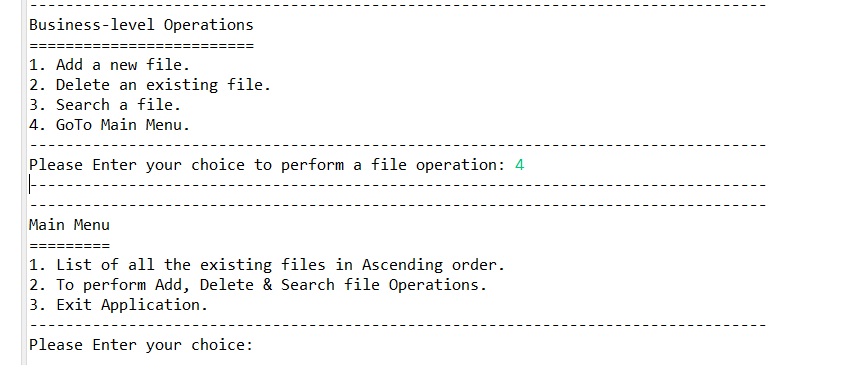 ----------------------------------------------------------------------------------
Business-level Operations
=========================
1. Add a new file.
2. Delete an existing file.
3. Search a file.
4. GoTo Main Menu.
----------------------------------------------------------------------------------
Please Enter your choice to perform a file operation: 4
----------------------------------------------------------------------------------
----------------------------------------------------------------------------------
Main Menu
=========
1. List of all the existing files in Ascending order.
2. To perform Add, Delete & Search file Operations.
3. Exit Application.
----------------------------------------------------------------------------------
Please Enter your choice: